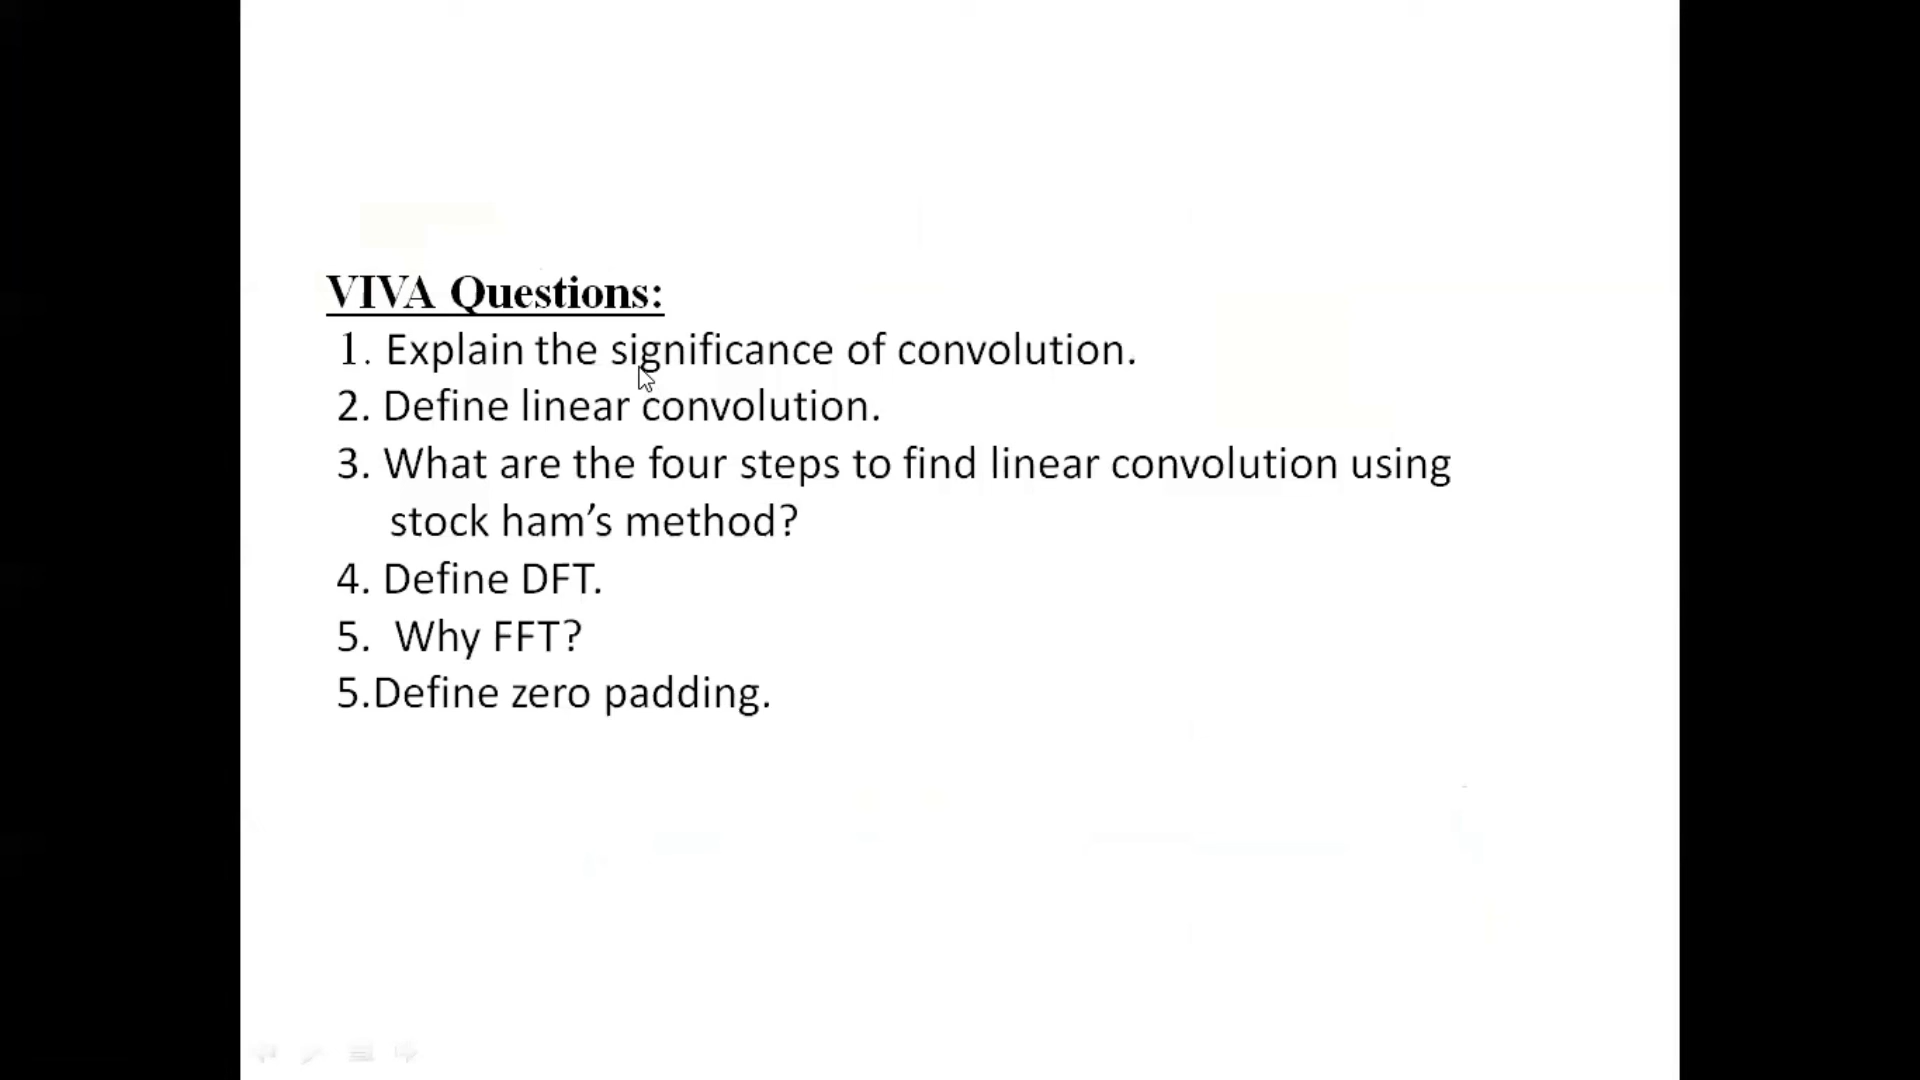 VIVA Questions:
1. Explain the significance of convolution.
2. Define linear convolution.
3. What are the four steps to find linear convolution using
stock ham’s method?
4. Define DFT.
5. Why FFT?
5.Define zero padding.